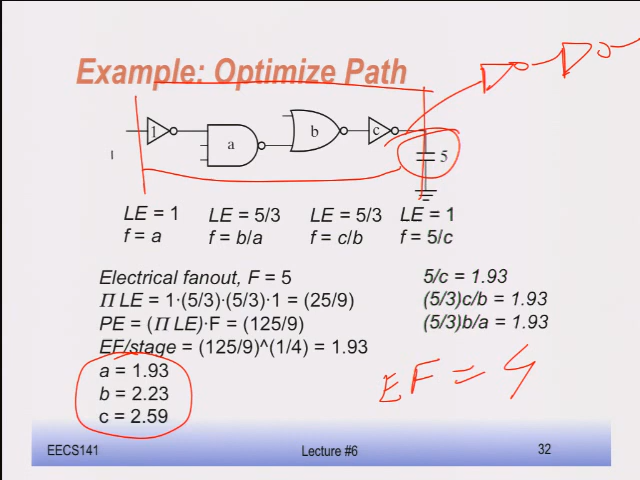 Example: Optimize Path
1
a
b
c
5
LE = 1 LE = 5/3 LE = 5/3 LE = 1
f = a f = b/a f = c/b f = 5/c
Electrical fanout, F = 5
Π LE = 1·(5/3)·(5/3)·1 = (25/9)
PE = (Π LE)·F = (125/9)
EF/stage = (125/9)^(1/4) = 1.93
a = 1.93
b = 2.23
c = 2.59
5/c = 1.93
(5/3)c/b = 1.93
(5/3)b/a = 1.93
EF = 4
EECS141 Lecture #6 32